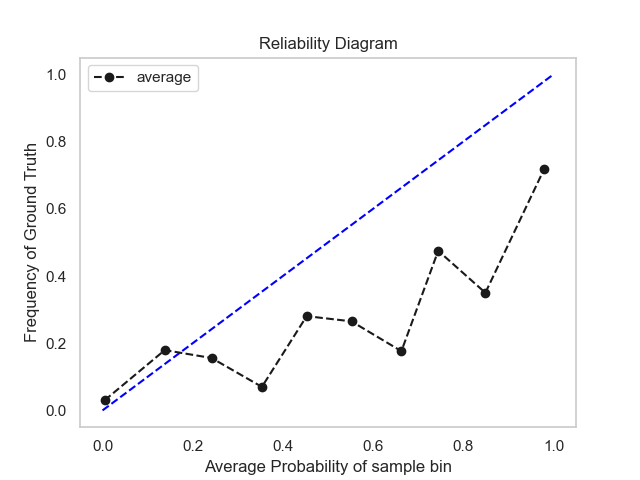 Reliability Diagram
average
Frequency of Ground Truth
1.0
0.8
0.6
0.4
0.2
0.0
0.0 0.2 0.4 0.6 0.8 1.0
Average Probability of sample bin